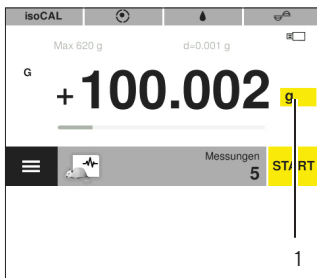 isoCAL
Max 620 g d=0.001 g
G
+100.002 g
Messungen
5 START
1